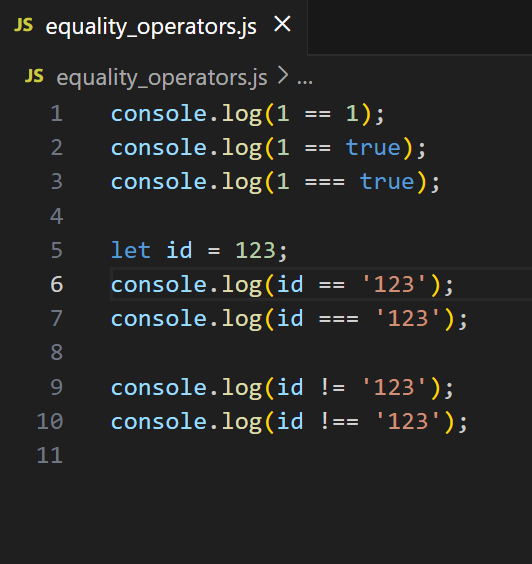 JS equality_operators.js ×
JS equality_operators.js > ...
1 console.log(1 == 1);
2 console.log(1 == true);
3 console.log(1 === true);
4
5 let id = 123;
6 console.log(id == '123');
7 console.log(id === '123');
8
9 console.log(id != '123');
10 console.log(id !== '123');
11